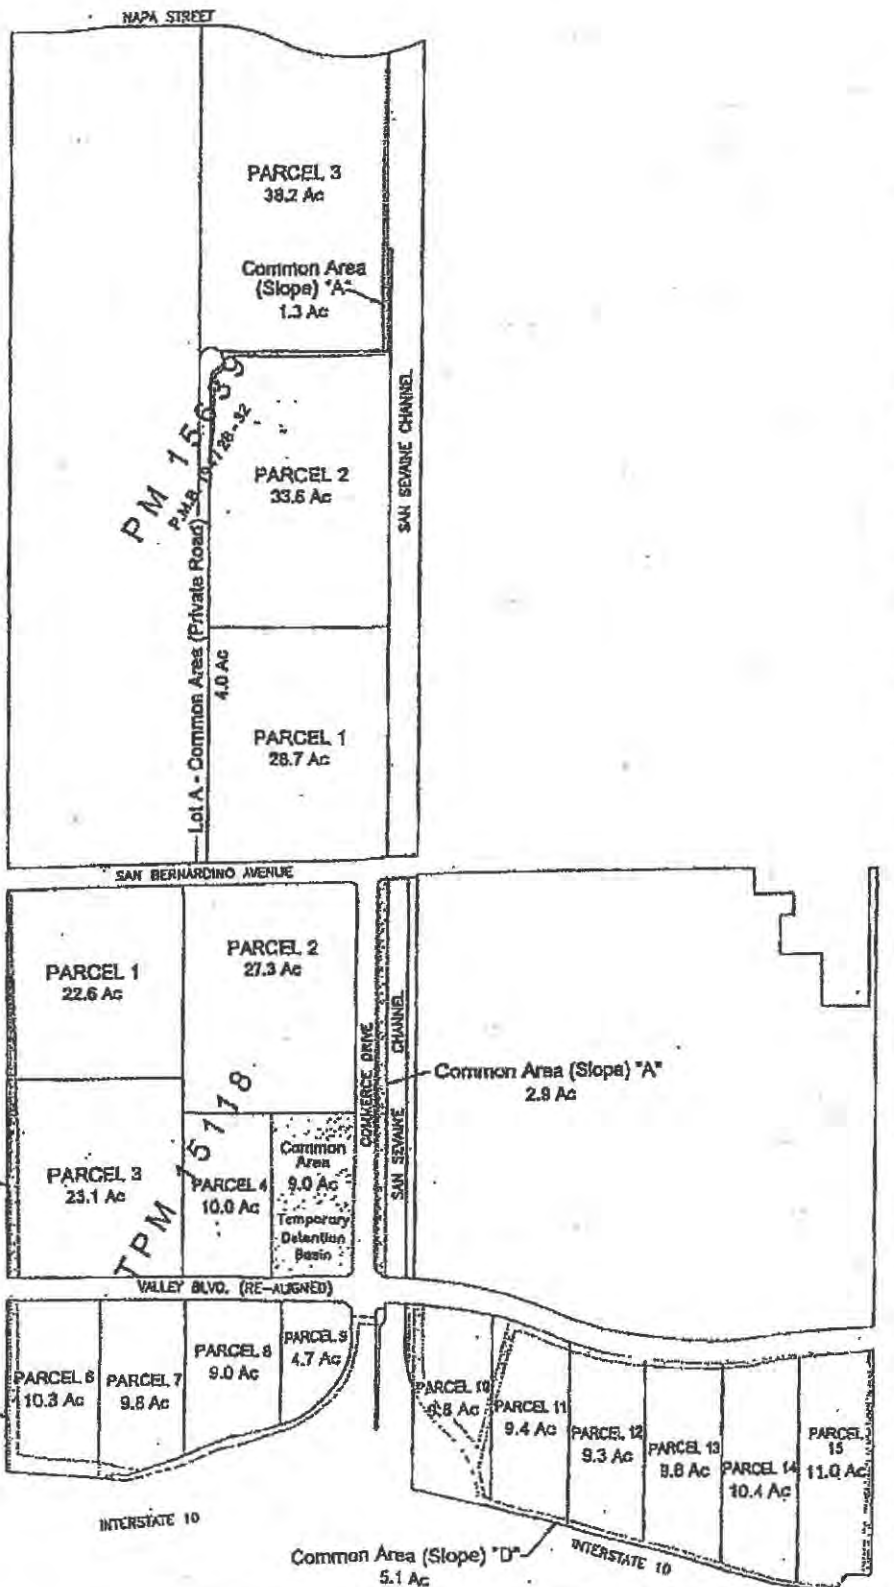 NAPA STREET
PARCEL 3
38.2 Ac
Common Area
(Slope) "A"
1.3 Ac
PM 15639
SAN SEVAINE CHANNEL
PARCEL 2
33.6 Ac
Lot A - Common Area (Private Road)
4.0 Ac
PARCEL 1
28.7 Ac
SAN BERNARDINO AVENUE
PARCEL 1
22.6 Ac
PARCEL 2
27.3 Ac
COMMERCE DRIVE
SAN SEVAINE CHANNEL
Common Area (Slope) "A"
2.9 Ac
TPM 15118
PARCEL 3
23.1 Ac
PARCEL 4
10.0 Ac
Common
Area
9.0 Ac
Temporary
Detention
Basin
VALLEY BLVD. (RE-ALIGNED)
PARCEL 6
10.3 Ac
PARCEL 7
9.8 Ac
PARCEL 8
9.0 Ac
PARCEL 9
4.7 Ac
PARCEL 10
Ac
PARCEL 11
9.4 Ac
PARCEL 12
9.3 Ac
PARCEL 13
9.8 Ac
PARCEL 14
10.4 Ac
PARCEL
15
11.0 Ac
INTERSTATE 10
Common Area (Slope) "D"
5.1 Ac
INTERSTATE 10